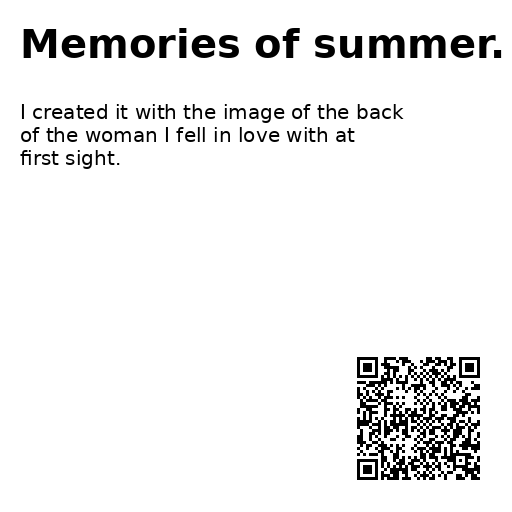 Memories of summer.
I created it with the image of the back
of the woman I fell in love with at
first sight.